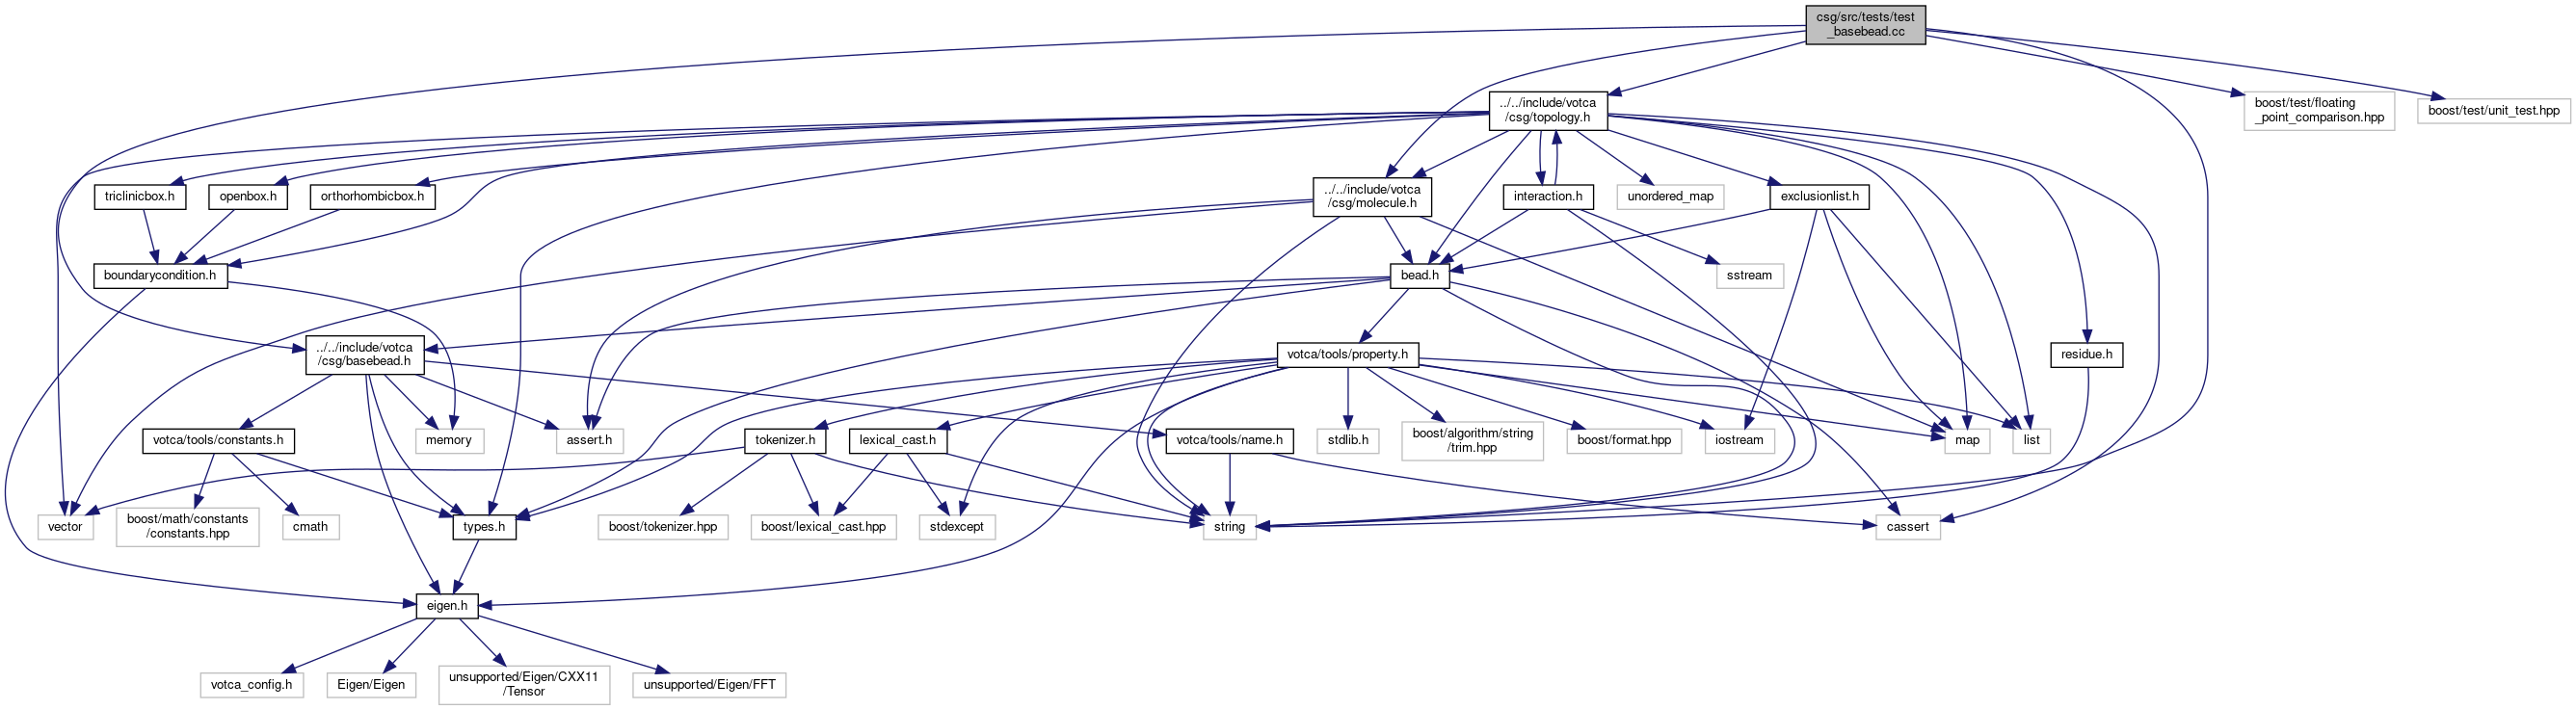 csg/src/tests/test
_basebead.cc
../../include/votca
/csg/topology.h
boost/test/floating
_point_comparison.hpp
boost/test/unit_test.hpp
triclinicbox.h
openbox.h
orthorhombicbox.h
../../include/votca
/csg/molecule.h
interaction.h
unordered_map
exclusionlist.h
boundarycondition.h
bead.h
sstream
../../include/votca
/csg/basebead.h
votca/tools/property.h
residue.h
votca/tools/constants.h
memory
assert.h
tokenizer.h
lexical_cast.h
votca/tools/name.h
stdlib.h
boost/algorithm/string
/trim.hpp
boost/format.hpp
iostream
map
list
vector
boost/math/constants
/constants.hpp
cmath
types.h
boost/tokenizer.hpp
boost/lexical_cast.hpp
stdexcept
string
cassert
eigen.h
votca_config.h
Eigen/Eigen
unsupported/Eigen/CXX11
/Tensor
unsupported/Eigen/FFT